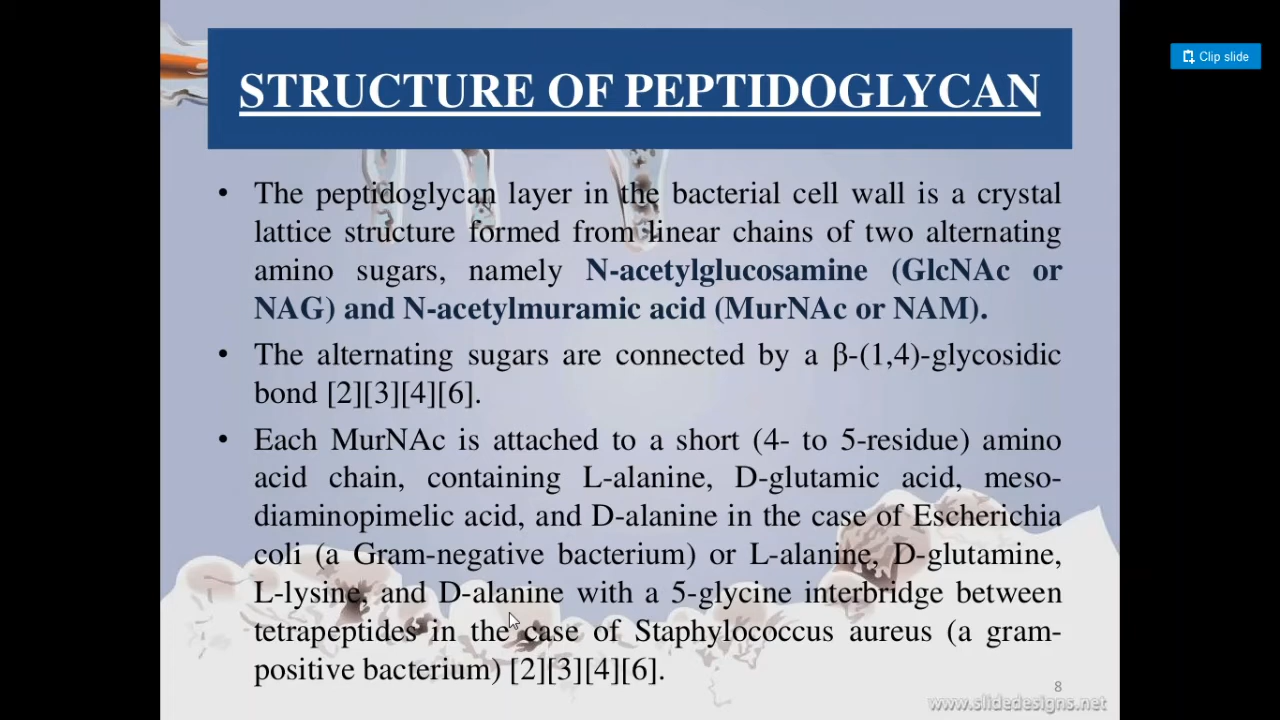 Clip slide
STRUCTURE OF PEPTIDOGLYCAN
• The peptidoglycan layer in the bacterial cell wall is a crystal
lattice structure formed from linear chains of two alternating
amino sugars, namely N-acetylglucosamine (GlcNAc or
NAG) and N-acetylmuramic acid (MurNAc or NAM).
• The alternating sugars are connected by a β-(1,4)-glycosidic
bond [2][3][4][6].
• Each MurNAc is attached to a short (4- to 5-residue) amino
acid chain, containing L-alanine, D-glutamic acid, meso-
diaminopimelic acid, and D-alanine in the case of Escherichia
coli (a Gram-negative bacterium) or L-alanine, D-glutamine,
L-lysine, and D-alanine with a 5-glycine interbridge between
tetrapeptides in the case of Staphylococcus aureus (a gram-
positive bacterium) [2][3][4][6].
8
www.slidedesigns.net